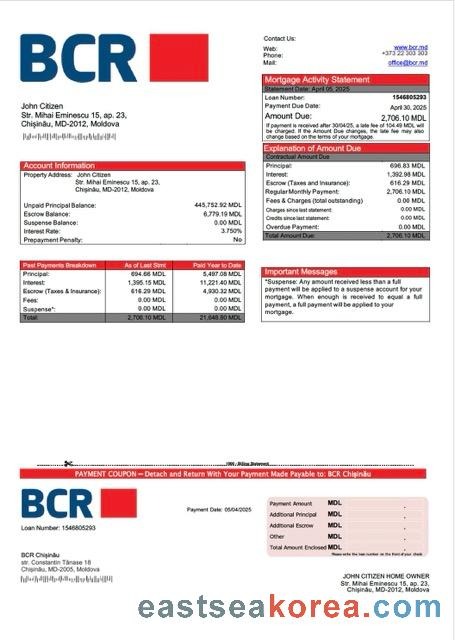 BCR
Contact Us:
Web: www.bcr.md
Phone: +373 22 303 303
Mail: office@bcr.md
John Citizen
Str. Mihai Eminescu 15, ap. 23,
Chișinău, MD-2012, Moldova
Mortgage Activity Statement
Statement Date: April 05, 2025
Loan Number: 1546805293
Payment Due Date: April 30, 2025
Amount Due: 2,706.10 MDL
If payment is received after 30/04/25, a late fee of 104.49 MDL will
be charged. If the Amount Due changes, the late fee may also
change based on the terms of your mortgage.
Explanation of Amount Due
Contractual Amount Due
Principal: 696.83 MDL
Interest: 1,392.98 MDL
Escrow (Taxes and Insurance): 616.29 MDL
Regular Monthly Payment: 2,706.10 MDL
Fees & Charges (total outstanding) 0.00 MDL
Charges since last statement: 0.00 MDL
Credits since last statement: 0.00 MDL
Overdue Payment: 0.00 MDL
Total Amount Due: 2,706.10 MDL
Account Information
Property Address: John Citizen
Str. Mihai Eminescu 15, ap. 23.
Chișinău, MD-2012, Moldova
Unpaid Principal Balance: 445,752.92 MDL
Escrow Balance: 6,779.19 MDL
Suspense Balance: 0.00 MDL
Interest Rate: 3.750%
Prepayment Penalty: No
Past Payments Breakdown As of Last Stmt Paid Year to Date
Principal: 694.66 MDL 5,497.08 MDL
Interest: 1,395.15 MDL 11,221.40 MDL
Escrow (Taxes & Insurance): 616.29 MDL 4,930.32 MDL
Fees: 0.00 MDL 0.00 MDL
Suspense*: 0.00 MDL 0.00 MDL
Total: 2,706.10 MDL 21,648.80 MDL
Important Messages
*Suspense: Any amount received less than a full
payment will be applied to a suspense account for your
mortgage. When enough is received to equal a full
payment, a full payment will be applied to your
mortgage.
PAYMENT COUPON – Detach and Return With Your Payment Made Payable to: BCR Chișinău
BCR
Loan Number: 1546805293
Payment Date: 05/04/2025
Payment Amount MDL .
Additional Principal MDL .
Additional Escrow MDL .
Other MDL .
Total Amount Enclosed MDL .
Please write the loan number on the front of your check
BCR Chișinău
str. Constantin Tănase 18
Chișinău, MD-2005, Moldova
JOHN CITIZEN HOME OWNER
Str. Mihai Eminescu 15, ap. 23,
Chișinău, MD-2012, Moldova
eastseakorea.com